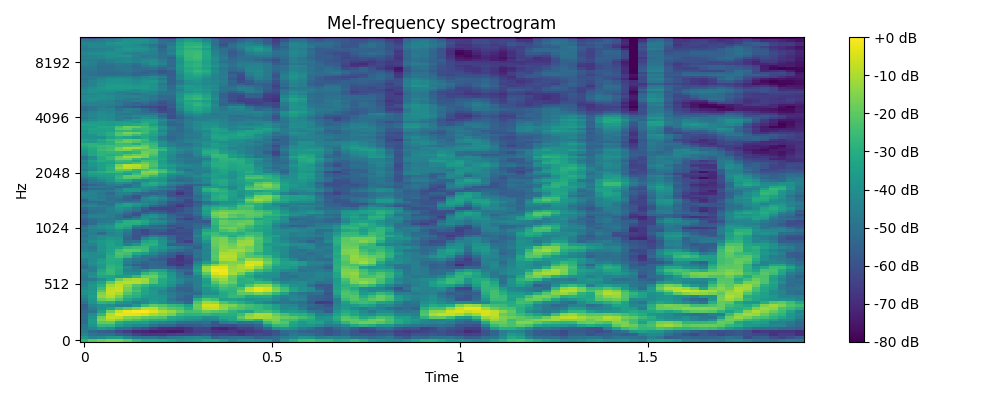 Mel-frequency spectrogram
Hz
8192
4096
2048
1024
512
0
0
0.5
1
1.5
Time
+0 dB
-10 dB
-20 dB
-30 dB
-40 dB
-50 dB
-60 dB
-70 dB
-80 dB